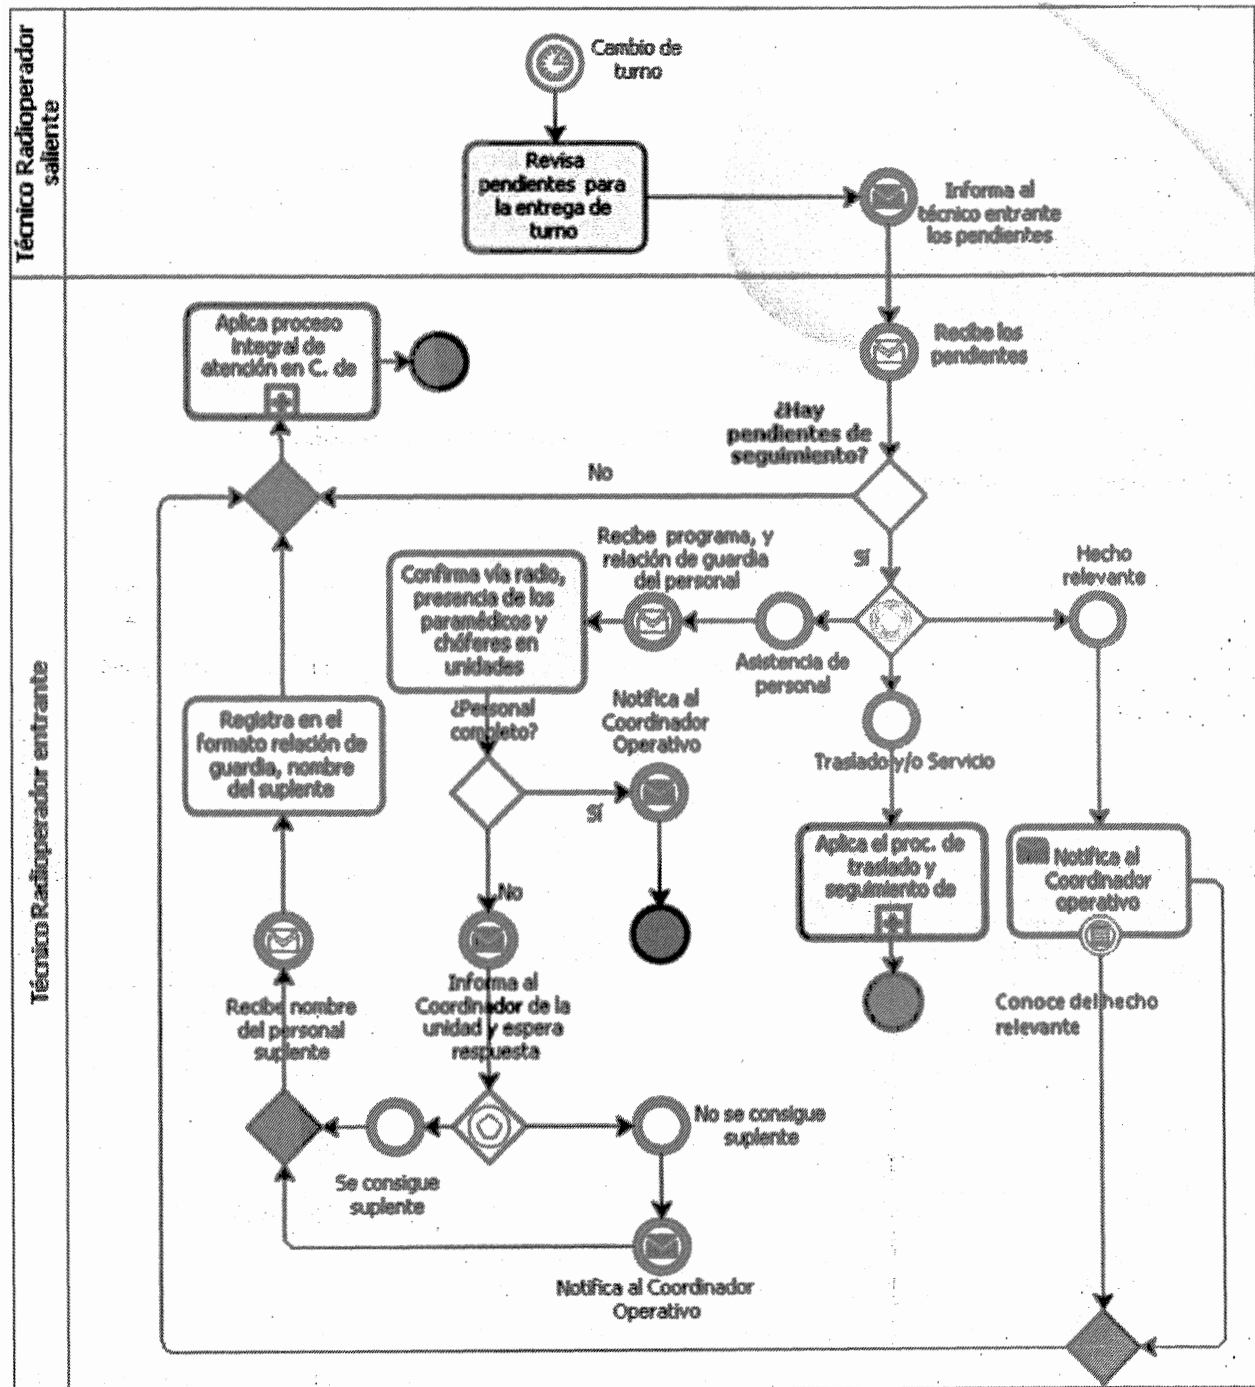 Técnico Radioperador
saliente
Cambio de
turno
Revisa
pendientes para
la entrega de
turno
Informa al
técnico entrante
los pendientes
Técnico Radioperador entrante
Aplica proceso
integral de
atención en C. de
Recibe los
pendientes
¿Hay
pendientes de
seguimiento?
No
Sí
Recibe programa, y
relación de guardia
del personal
Hecho
relevante
Confirma vía radio,
presencia de los
paramédicos y
chóferes en
unidades
Asistencia de
personal
¿Personal
completo?
Notifica al
Coordinador
Operativo
Registra en el
formato relación de
guardia, nombre
del suplente
Traslado y/o Servicio
Sí
Aplica el proc. de
traslado y
seguimiento de
Notifica al
Coordinador
operativo
No
Informa al
Coordinador de la
unidad y espera
respuesta
Recibe nombre
del personal
suplente
Conoce del hecho
relevante
No se consigue
suplente
Se consigue
suplente
Notifica al Coordinador
Operativo